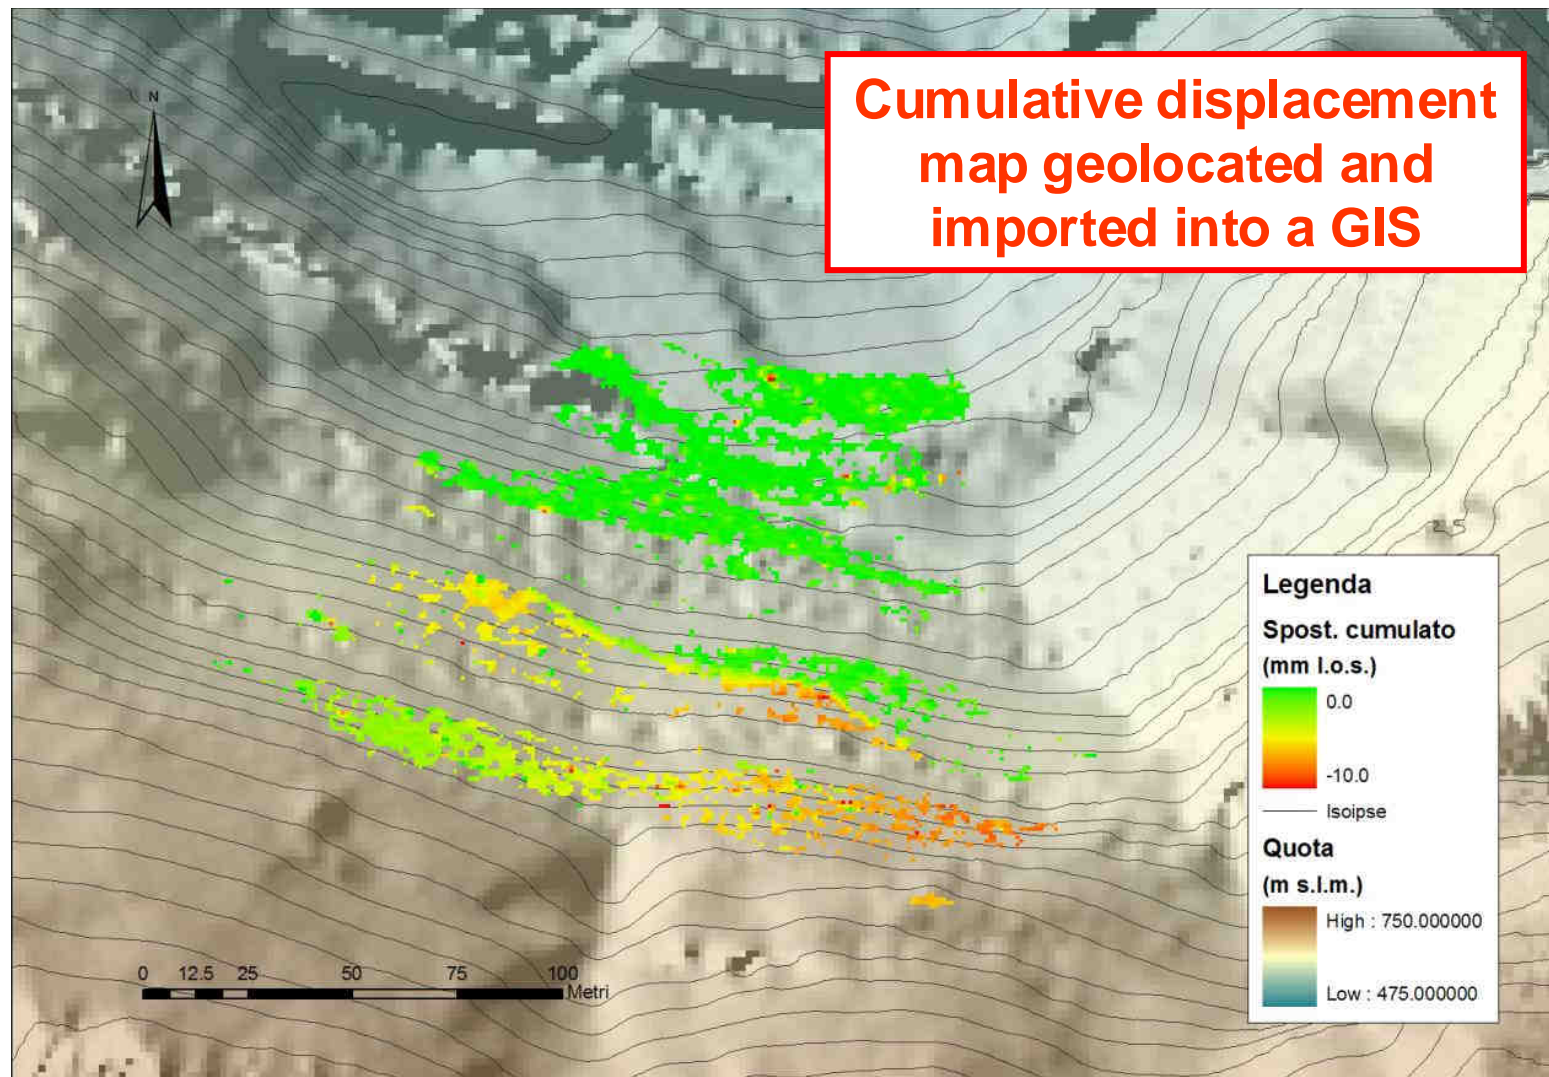 Cumulative displacement
map geolocated and
imported into a GIS
N
Legenda
Spost. cumulato
(mm l.o.s.)
0.0
-10.0
Isoipse
Quota
(m s.l.m.)
High : 750.000000
Low : 475.000000
0 12.5 25 50 75 100
Metri